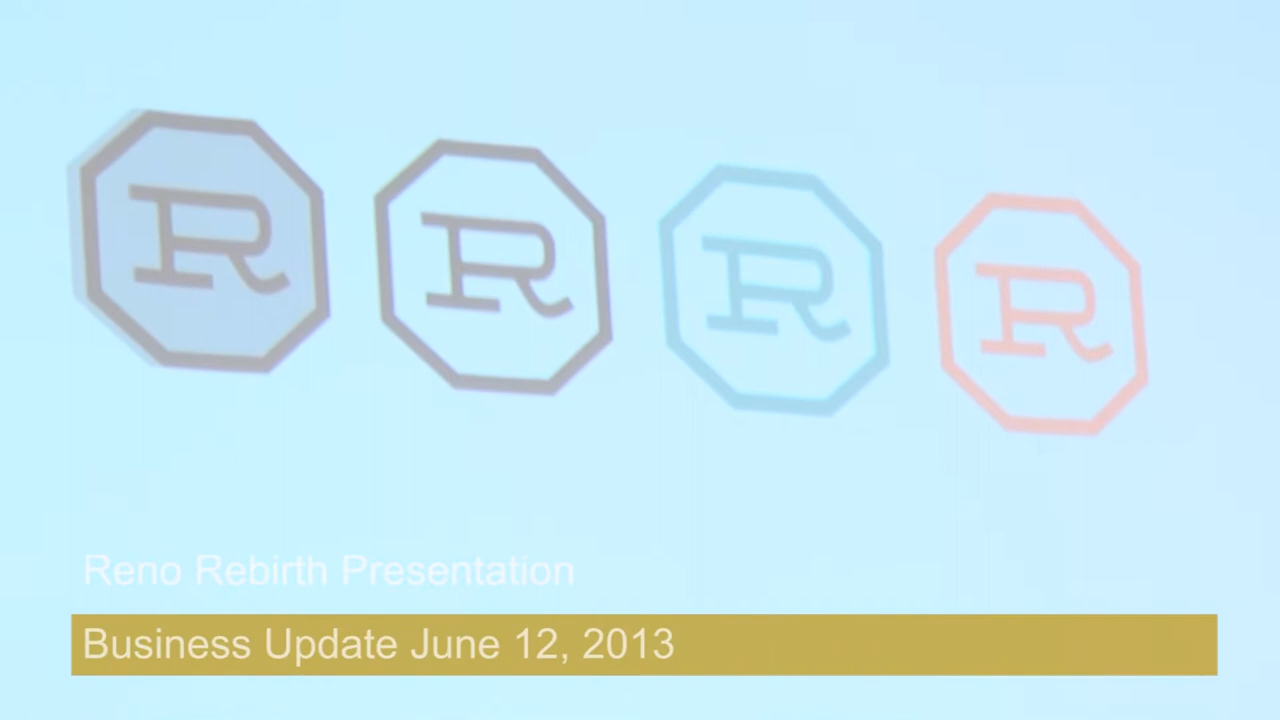 R R R R
Reno Rebirth Presentation
Business Update June 12, 2013